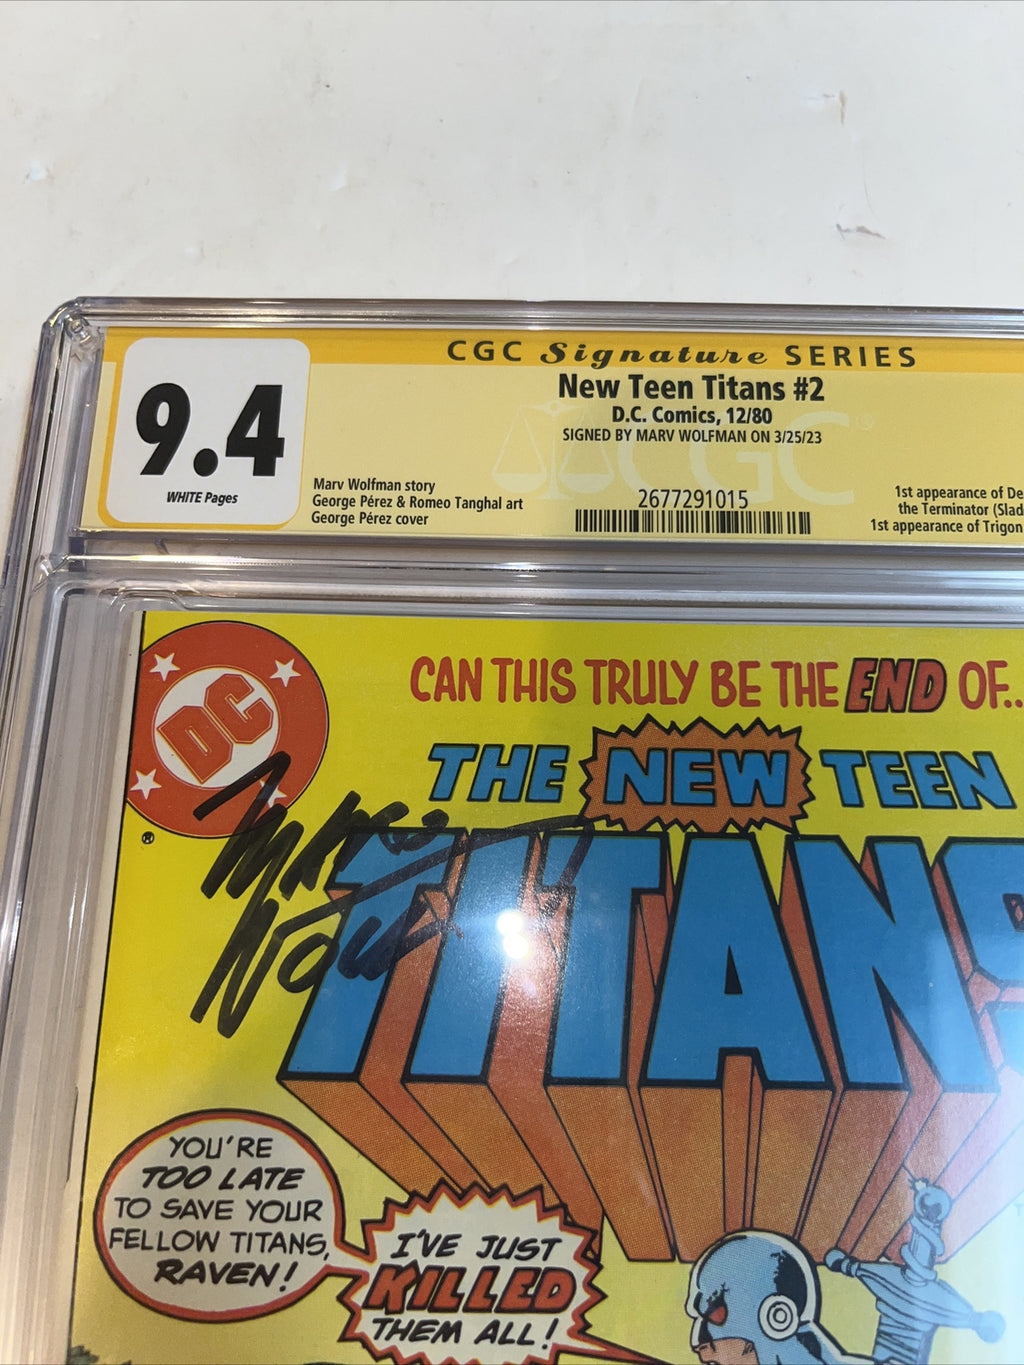 CGC Signature SERIES
9.4
WHITE Pages
New Teen Titans #2
D.C. Comics, 12/80
SIGNED BY MARV WOLFMAN ON 3/25/23
CGC®
Marv Wolfman story
George Pérez & Romeo Tanghal art
George Pérez cover
2677291015
1st appearance of De
the Terminator (Slad
1st appearance of Trigon
DC
®
CAN THIS TRULY BE THE END OF..
THE NEW TEEN
TITANS
YOU'RE
TOO LATE
TO SAVE YOUR
FELLOW TITANS,
RAVEN!
I'VE JUST
KILLED
THEM ALL!